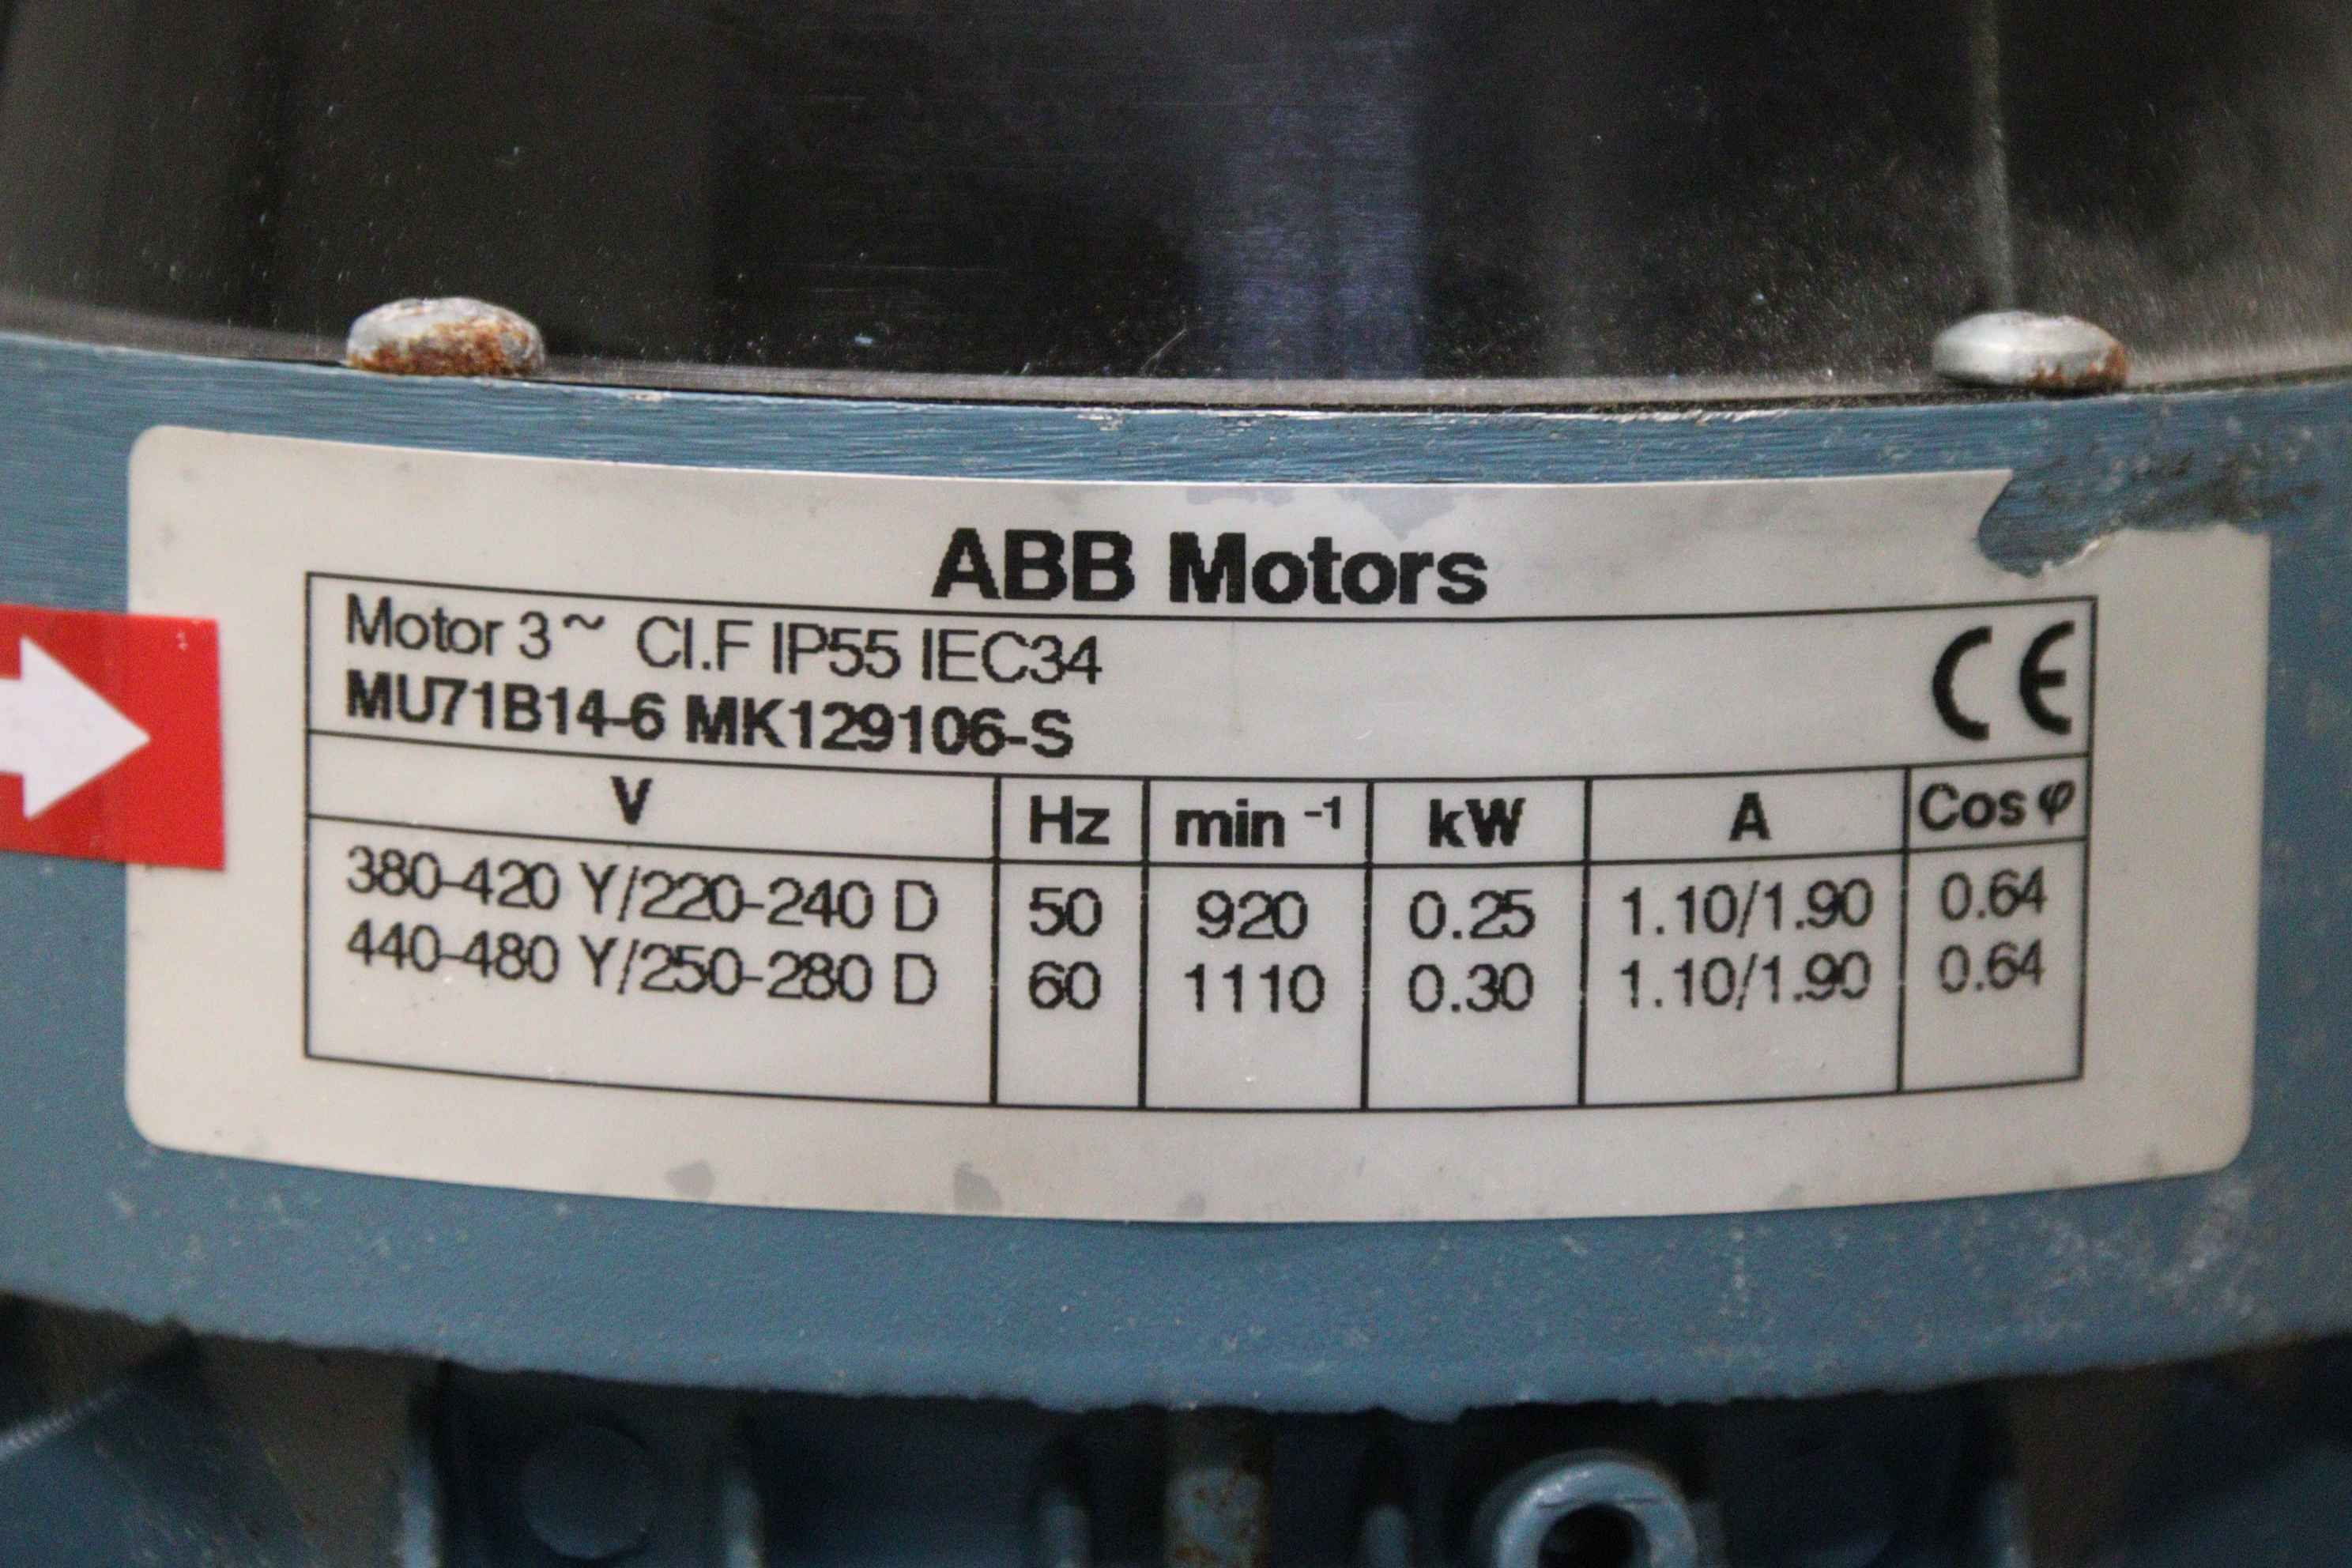 ABB Motors
Motor 3~ Cl.F IP55 IEC34
MU71B14-6 MK129106-S
CE
V Hz min -1 kW A Cos φ
380-420 Y/220-240 D 50 920 0.25 1.10/1.90 0.64
440-480 Y/250-280 D 60 1110 0.30 1.10/1.90 0.64